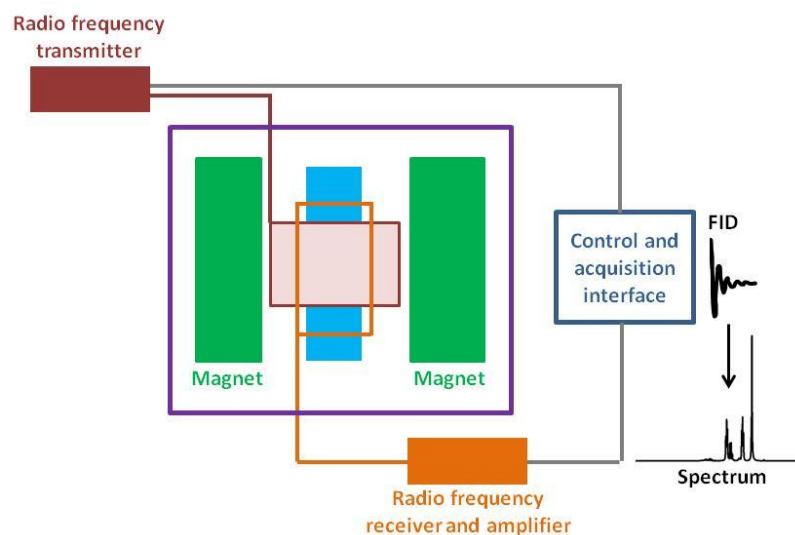 Radio frequency
transmitter
Magnet
Magnet
Control and
acquisition
interface
FID
Spectrum
Radio frequency
receiver and amplifier